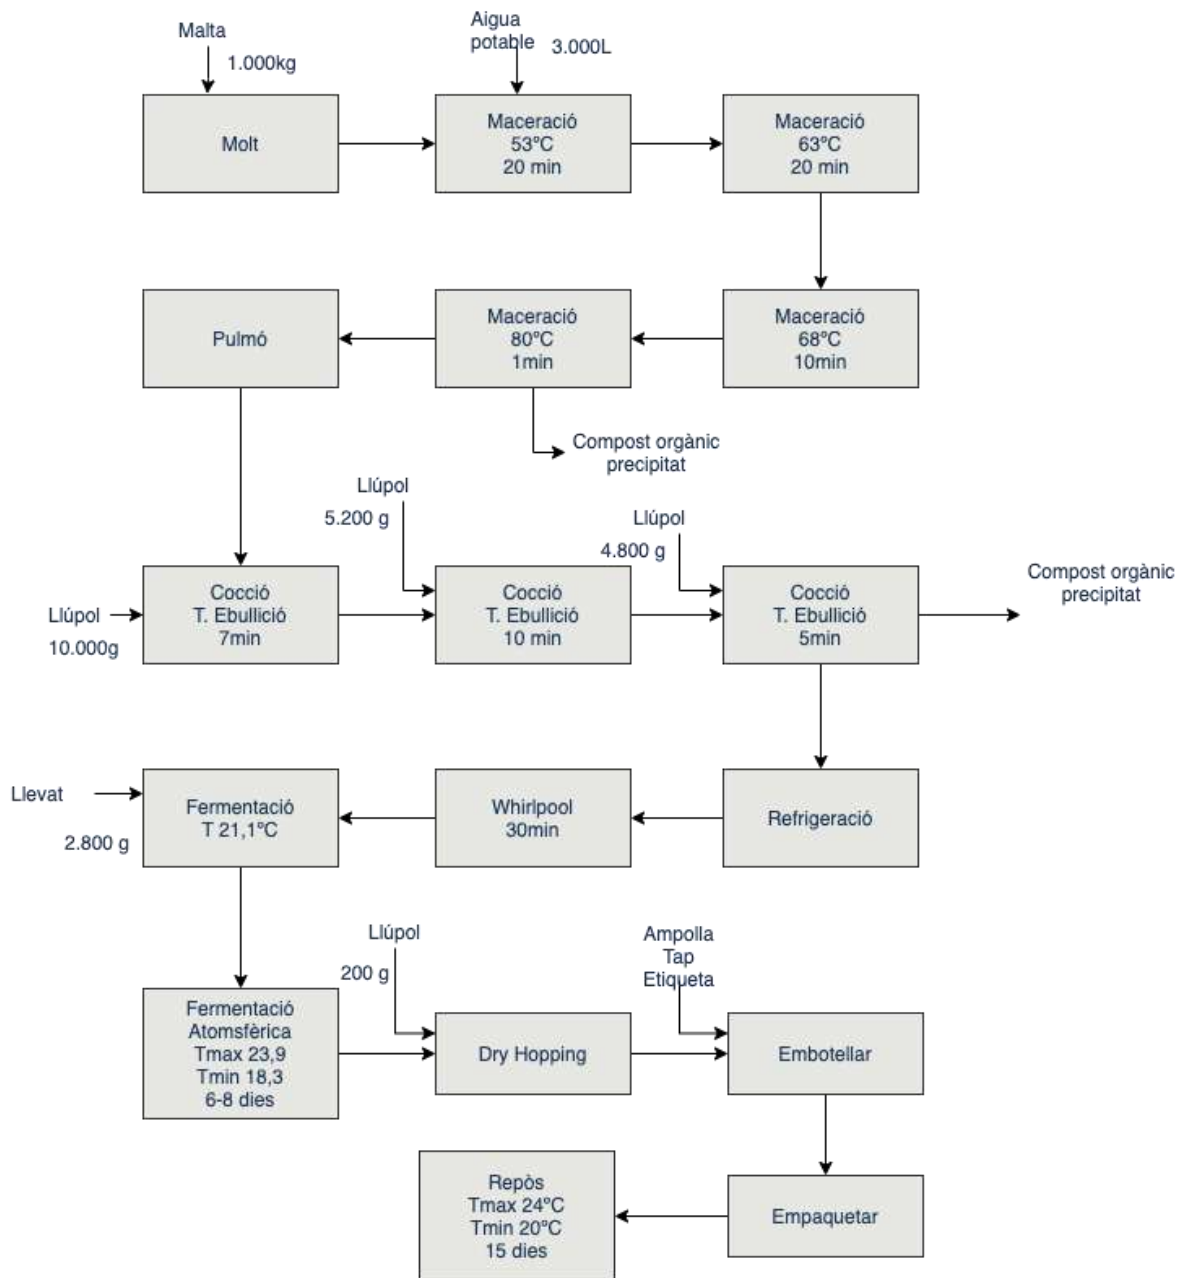 Malta
1.000kg
Aigua
potable
3.000L
Molt
Maceració
53ºC
20 min
Maceració
63ºC
20 min
Pulmó
Maceració
80ºC
1min
Maceració
68ºC
10min
Compost orgànic
precipitat
Llúpol
5.200 g
Llúpol
4.800 g
Compost orgànic
precipitat
Llúpol
10.000g
Cocció
T. Ebullició
7min
Cocció
T. Ebullició
10 min
Cocció
T. Ebullició
5min
Llevat
2.800 g
Fermentació
T 21,1ºC
Whirlpool
30min
Refrigeració
Llúpol
200 g
Ampolla
Tap
Etiqueta
Fermentació
Atomsfèrica
Tmax 23,9
Tmin 18,3
6-8 dies
Dry Hopping
Embotellar
Repòs
Tmax 24ºC
Tmin 20ºC
15 dies
Empaquetar